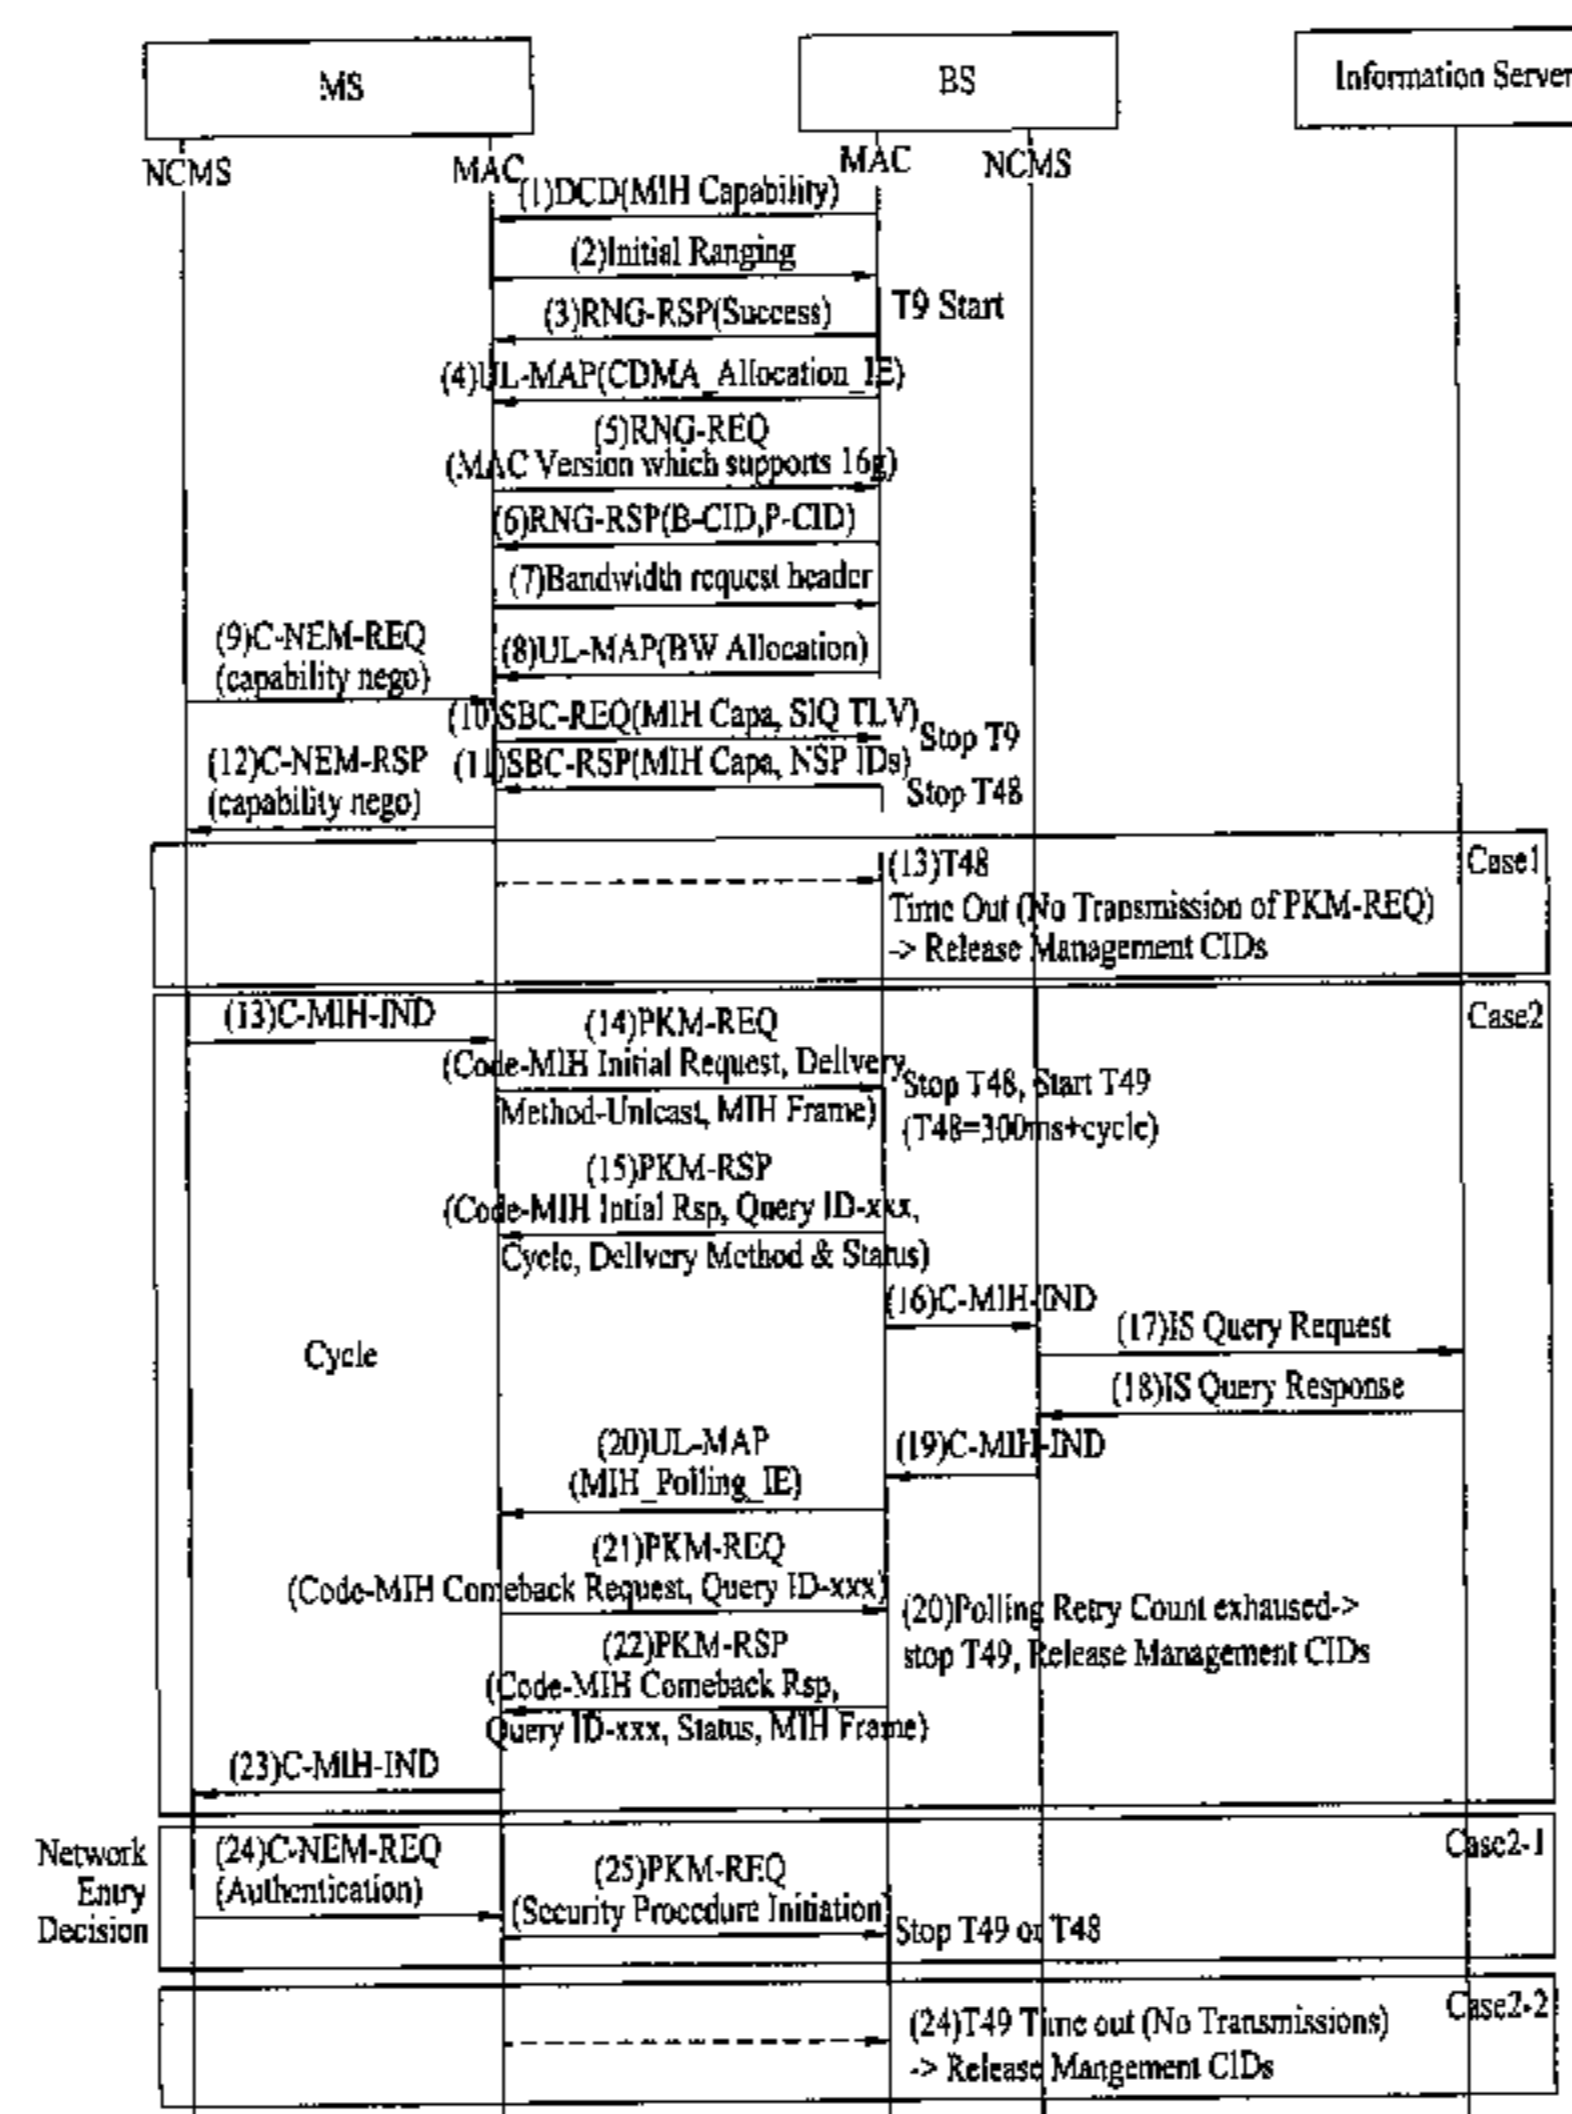 MS
BS
Information Server
NCMS
MAC
MAC
NCMS
(1)DCD(MIH Capability)
(2)Initial Ranging
(3)RNG-RSP(Success)
T9 Start
(4)UL-MAP(CDMA_Allocation_IE)
(5)RNG-REQ
(MAC Version which supports 16g)
(6)RNG-RSP(B-CID,P-CID)
(7)Bandwidth request header
(8)UL-MAP(BW Allocation)
(9)C-NEM-REQ
(capability nego)
(10)SBC-REQ(MIH Capa, SIQ TLV)
Stop T9
(11)SBC-RSP(MIH Capa, NSP IDs)
Stop T48
(12)C-NEM-RSP
(capability nego)
Case1
(13)T48
Time Out (No Transmission of PKM-REQ)
-> Release Management CIDs
Case2
(13)C-MIH-IND
(14)PKM-REQ
(Code-MIH Initial Request, Delivery
Method-Unicast, MIH Frame)
Stop T48, Start T49
(T48=300ms+cycle)
(15)PKM-RSP
(Code-MIH Intial Rsp, Query ID-xxx,
Cycle, Delivery Method & Status)
(16)C-MIH-IND
(17)IS Query Request
Cycle
(18)IS Query Response
(19)C-MIH-IND
(20)UL-MAP
(MIH_Polling_IE)
(21)PKM-REQ
(Code-MIH Comeback Request, Query ID-xxx)
(20)Polling Retry Count exhaused->
stop T49, Release Management CIDs
(22)PKM-RSP
(Code-MIH Comeback Rsp,
Query ID-xxx, Status, MIH Frame)
(23)C-MIH-IND
Case2-1
Network
Entry
Decision
(24)C-NEM-REQ
(Authentication)
(25)PKM-REQ
(Security Procedure Initiation)
Stop T49 or T48
Case2-2
(24)T49 Time out (No Transmissions)
-> Release Mangement CIDs